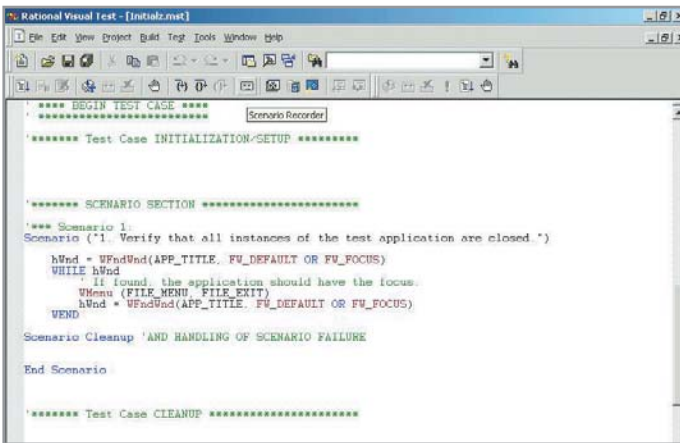 Rational Visual Test - [Initialz.mst]
File Edit View Project Build Test Tools Window Help
Scenario Recorder
' **** BEGIN TEST CASE ****
' *************************
'******* Test Case INITIALIZATION/SETUP *********
'******* SCENARIO SECTION ***********************
'*** Scenario 1:
Scenario ("1. Verify that all instances of the test application are closed.")
hWnd = WFndWnd(APP_TITLE, FW_DEFAULT OR FW_FOCUS)
WHILE hWnd
' If found, the application should have the focus.
WMenu (FILE_MENU, FILE_EXIT)
hWnd = WFndWnd(APP_TITLE, FW_DEFAULT OR FW_FOCUS)
WEND
Scenario Cleanup 'AND HANDLING OF SCENARIO FAILURE
End Scenario
'******* Test Case CLEANUP **********************